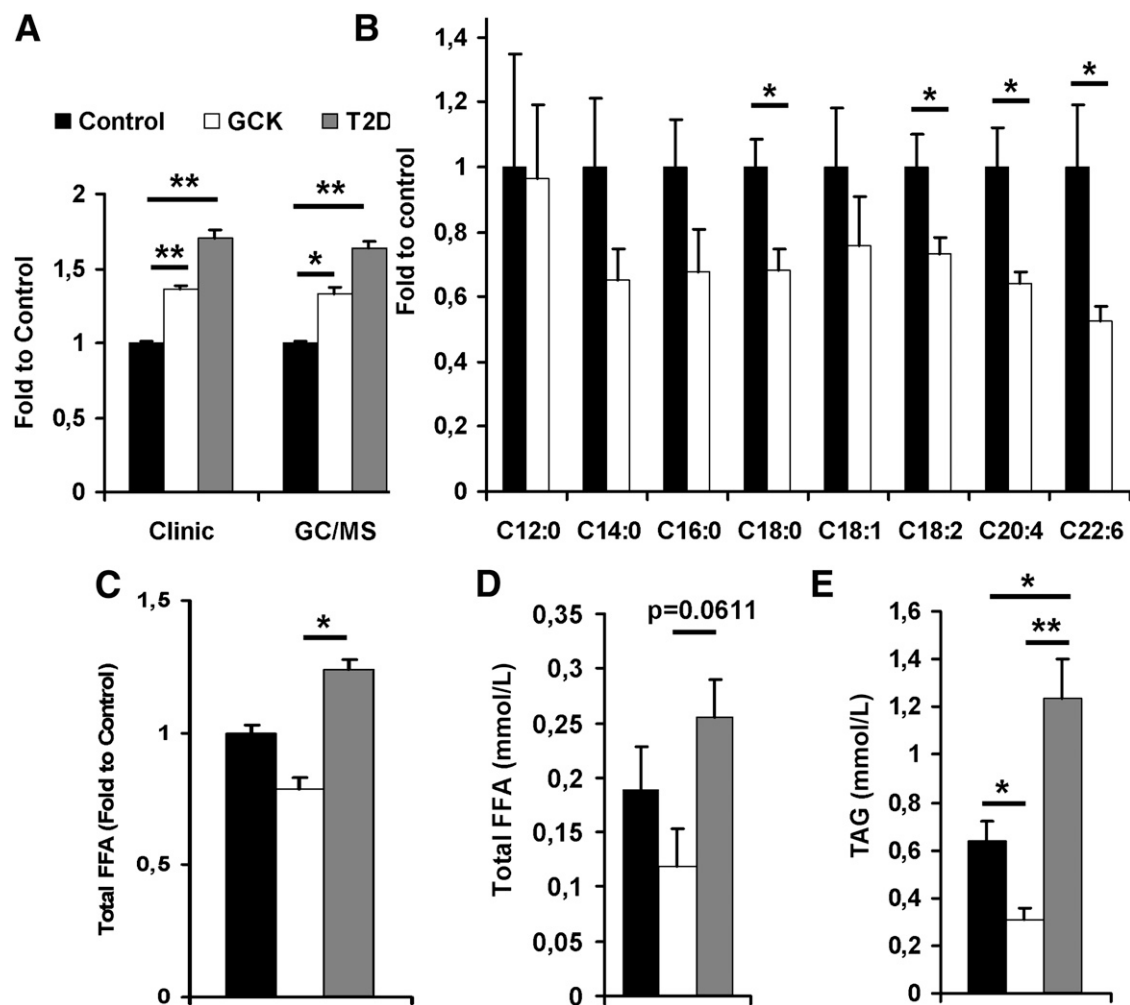 A
Control GCK T2D
Fold to Control
2
1,5
1
0,5
0
** **
** *
Clinic GC/MS
B
Fold to control
1,4
1,2
1
0,8
0,6
0,4
0,2
0
* * * *
C12:0 C14:0 C16:0 C18:0 C18:1 C18:2 C20:4 C22:6
C
Total FFA (Fold to Control)
1,5
1
0,5
0
*
D
Total FFA (mmol/L)
0,35
0,3
0,25
0,2
0,15
0,1
0,05
0
p=0.0611
E
TAG (mmol/L)
1,6
1,4
1,2
1
0,8
0,6
0,4
0,2
0
*
**
*